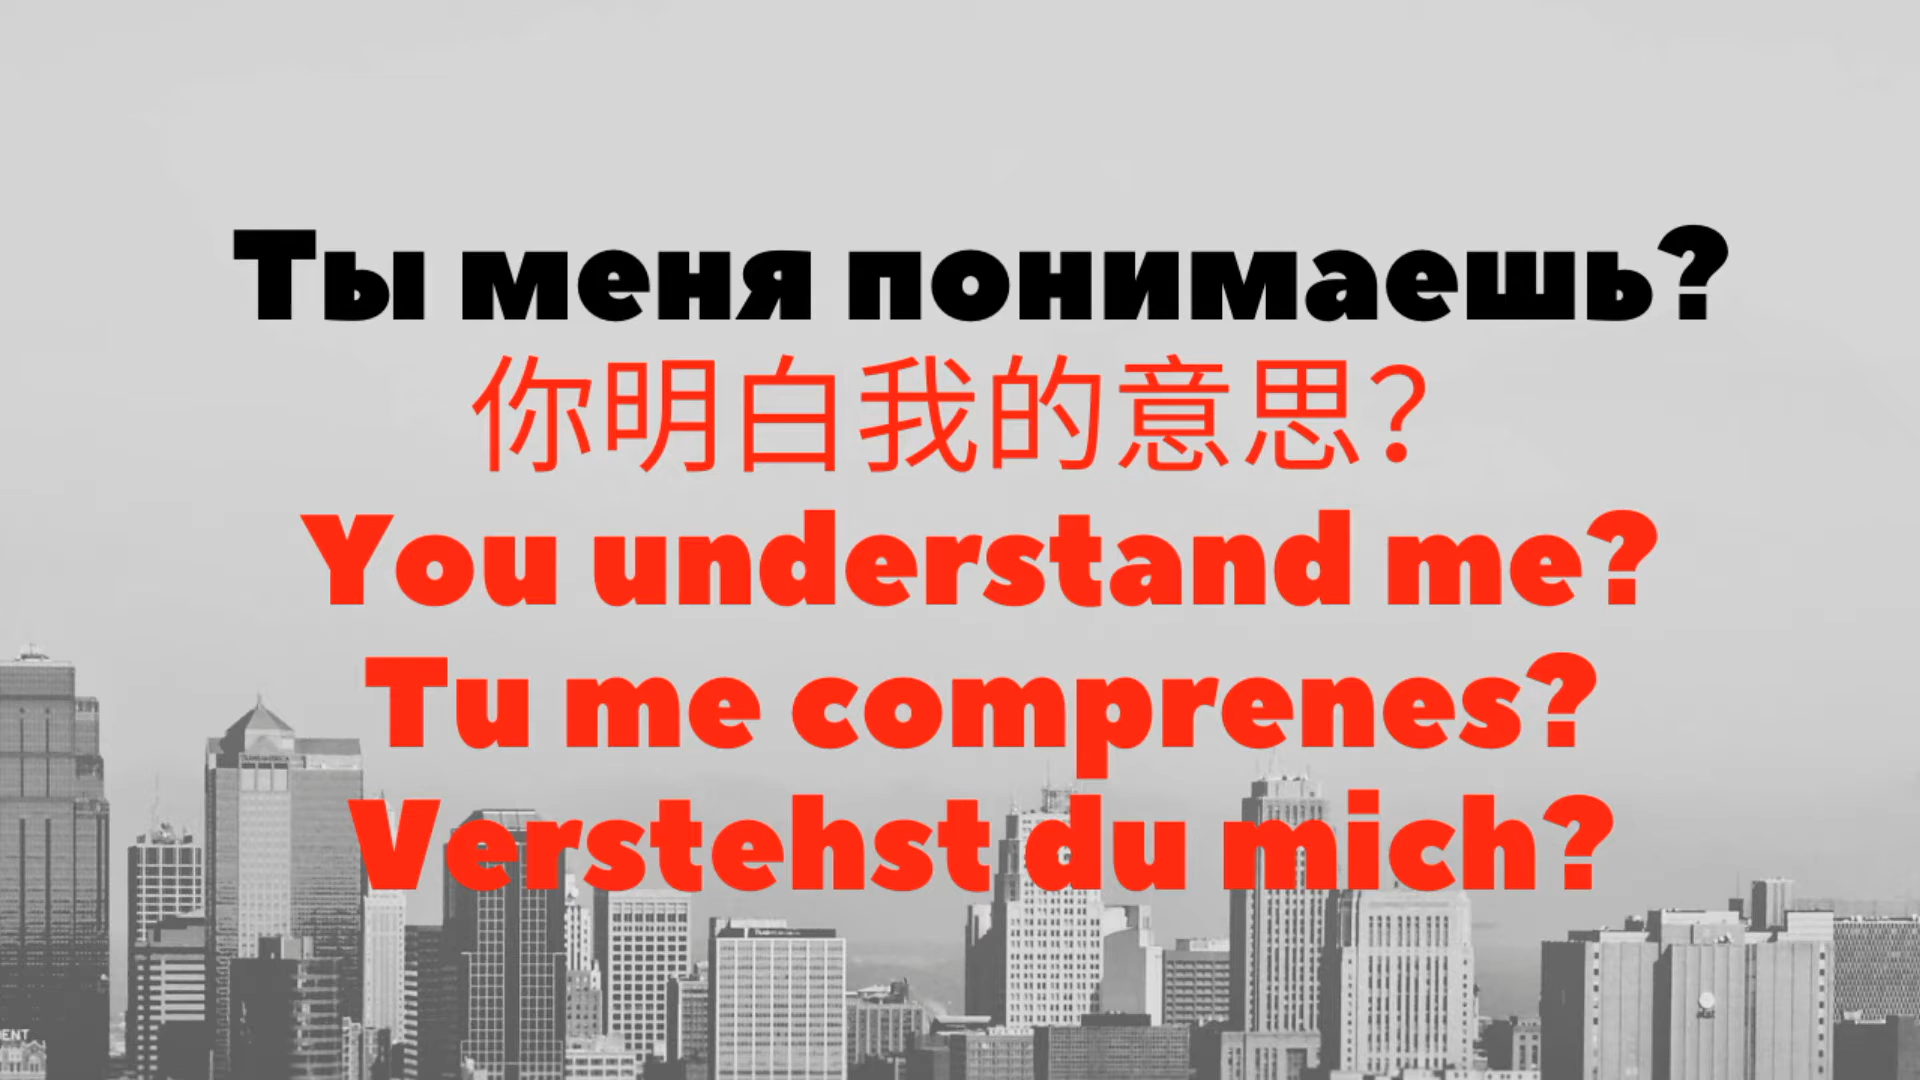 Ты меня понимаешь?
你明白我的意思?
You understand me?
Tu me comprenes?
Verstehst du mich?
ENT